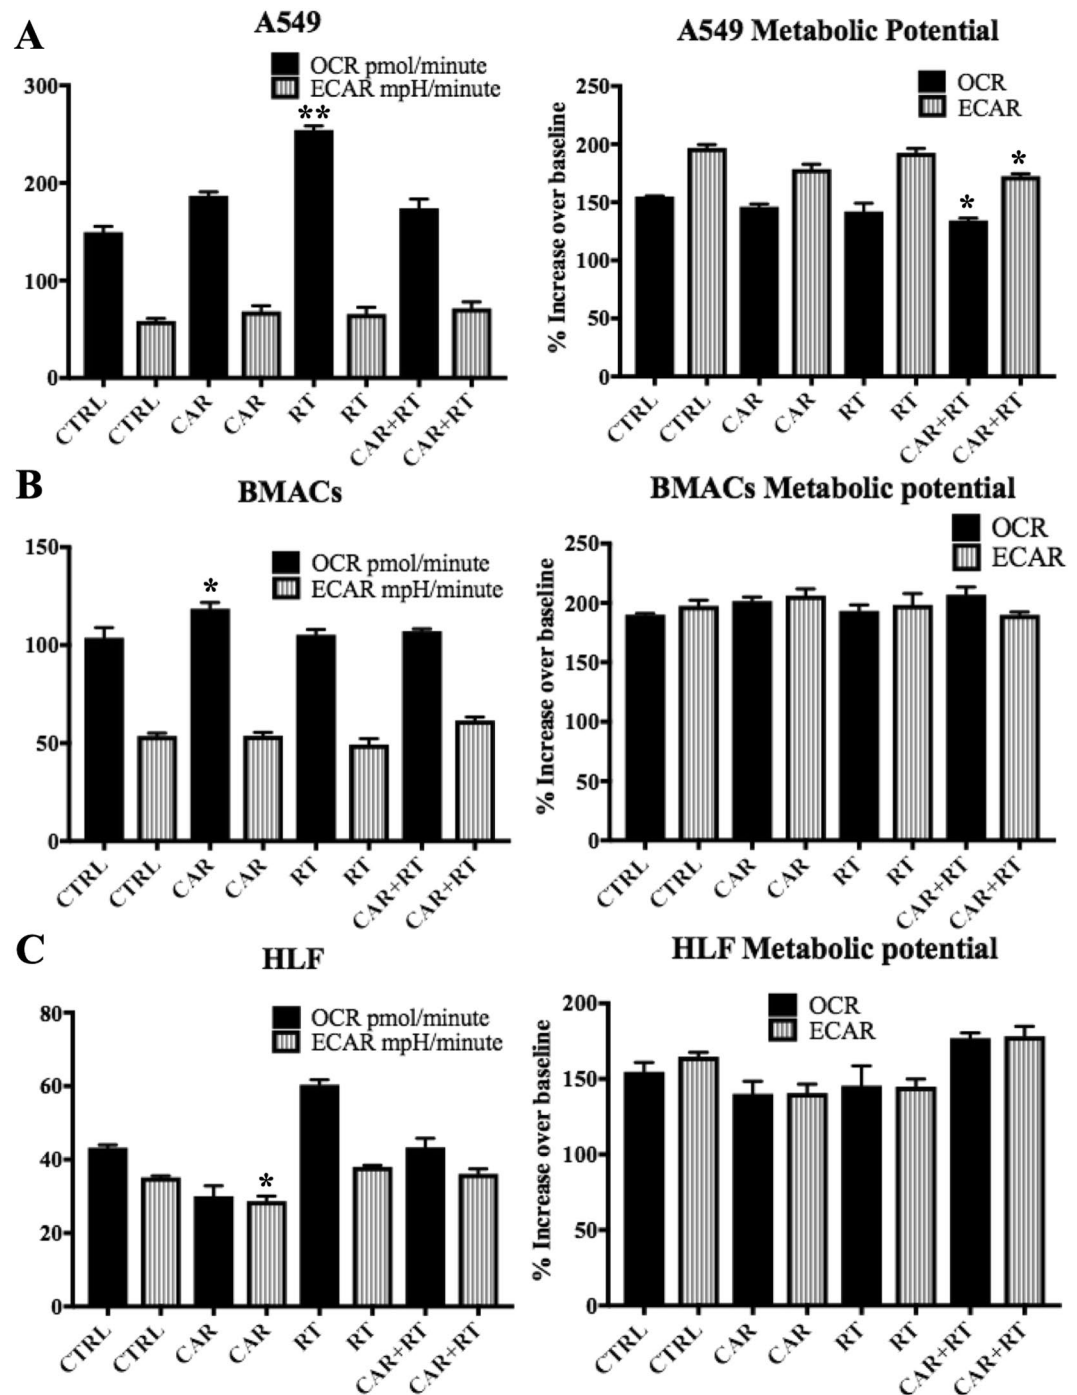 A
A549
OCR pmol/minute
ECAR mpH/minute
300
200
100
0
**
CTRL CTRL CAR CAR RT RT CAR+RT CAR+RT
A549 Metabolic Potential
OCR
ECAR
% Increase over baseline
250
200
150
100
50
0
*
*
CTRL CTRL CAR CAR RT RT CAR+RT CAR+RT
B
BMACs
OCR pmol/minute
ECAR mpH/minute
150
100
50
0
*
CTRL CTRL CAR CAR RT RT CAR+RT CAR+RT
BMACs Metabolic potential
OCR
ECAR
% Increase over baseline
250
200
150
100
50
0
CTRL CTRL CAR CAR RT RT CAR+RT CAR+RT
C
HLF
OCR pmol/minute
ECAR mpH/minute
80
60
40
20
0
*
CTRL CTRL CAR CAR RT RT CAR+RT CAR+RT
HLF Metabolic potential
OCR
ECAR
% Increase over baseline
200
150
100
50
0
CTRL CTRL CAR CAR RT RT CAR+RT CAR+RT